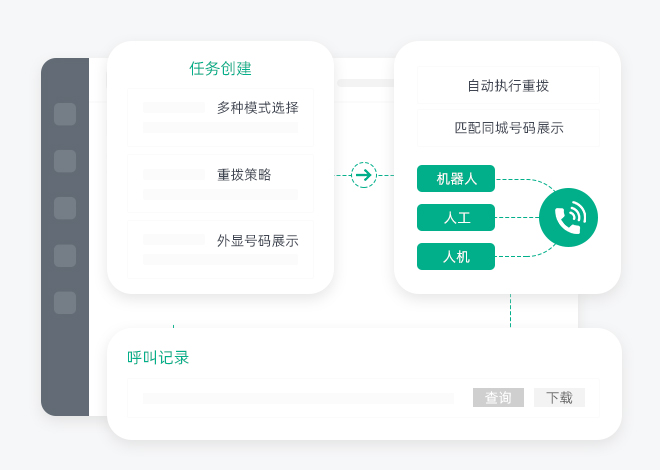 任务创建
多种模式选择
重拨策略
外显号码展示
自动执行重拨
匹配同城号码展示
机器人
人工
人机
呼叫记录
查询 下载